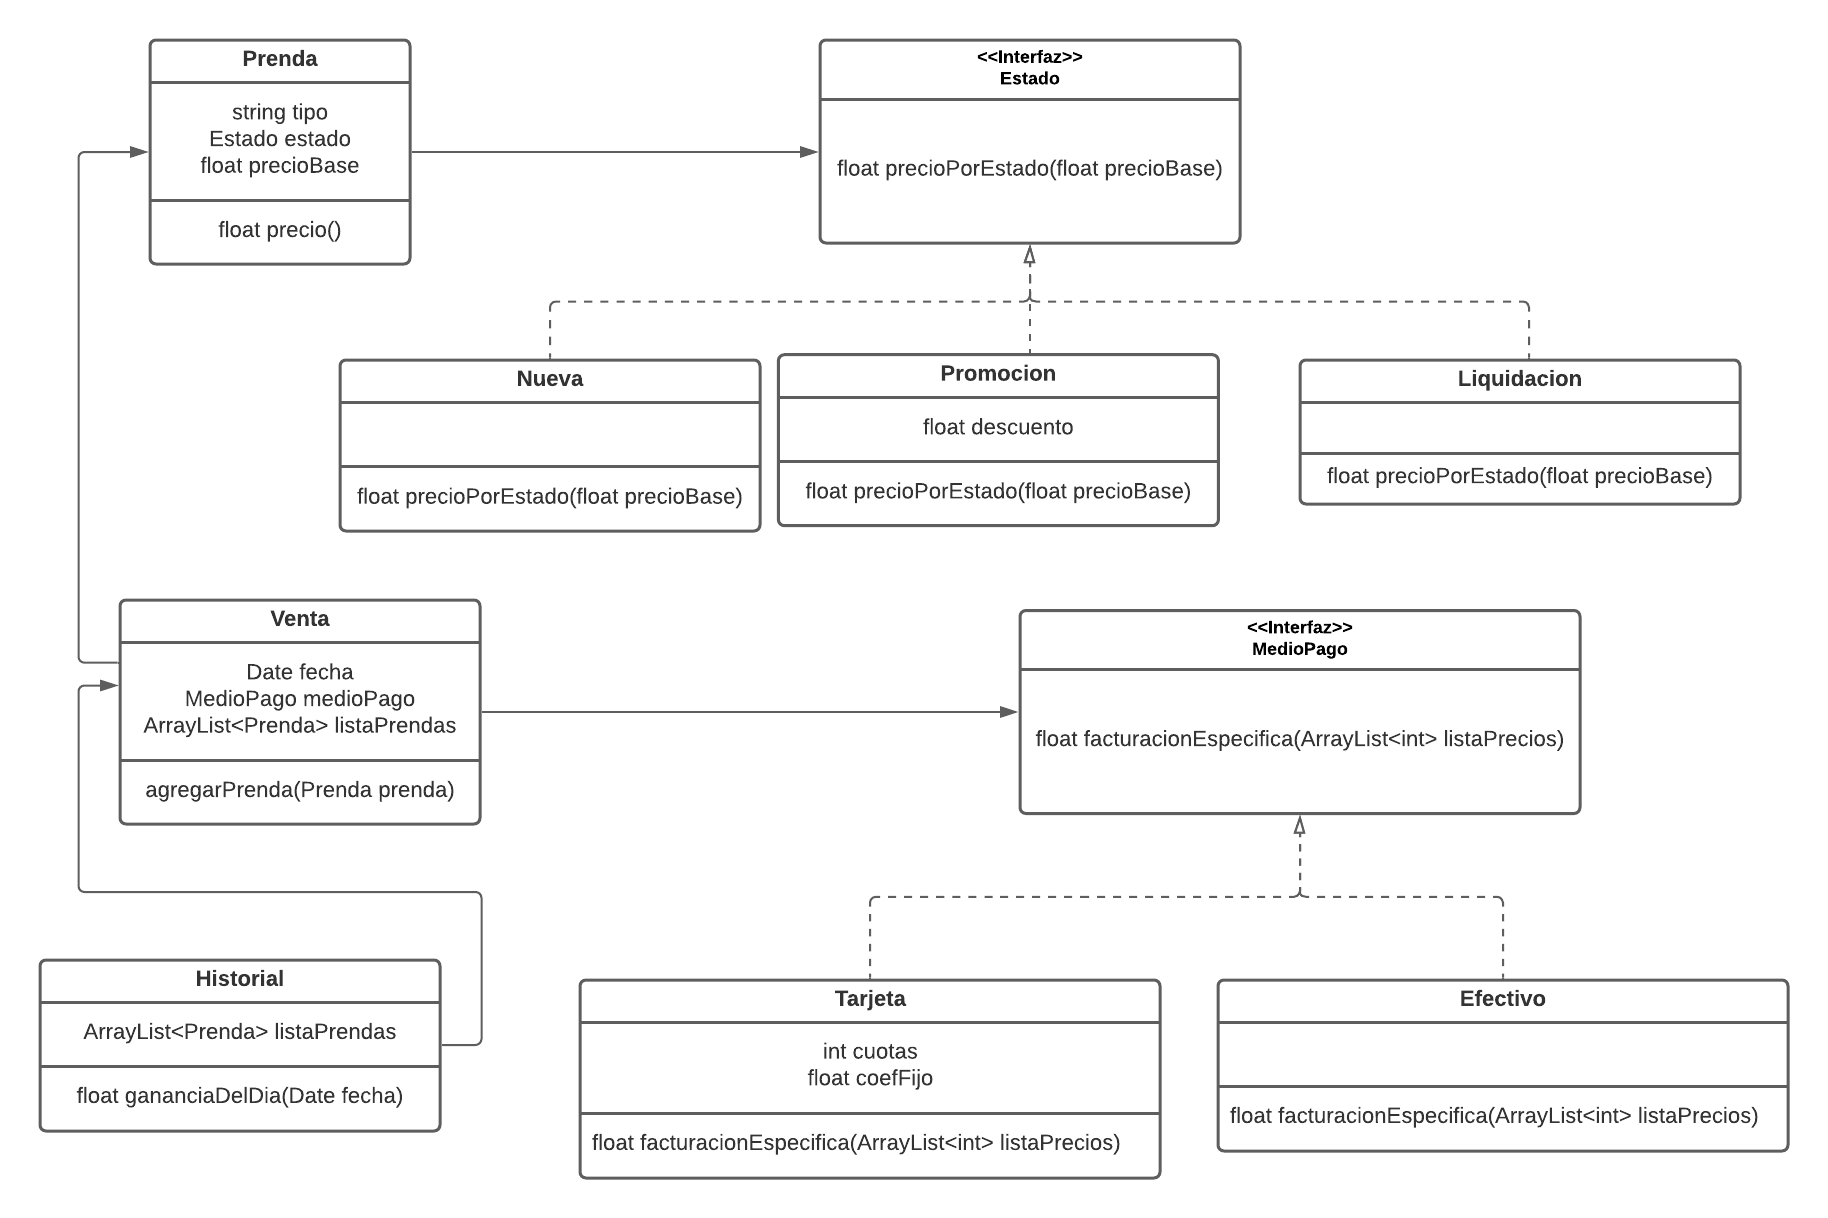 Prenda
string tipo
Estado estado
float precioBase
float precio()
<<Interfaz>>
Estado
float precioPorEstado(float precioBase)
Nueva
float precioPorEstado(float precioBase)
Promocion
float descuento
float precioPorEstado(float precioBase)
Liquidacion
float precioPorEstado(float precioBase)
Venta
Date fecha
MedioPago medioPago
ArrayList<Prenda> listaPrendas
agregarPrenda(Prenda prenda)
<<Interfaz>>
MedioPago
float facturacionEspecifica(ArrayList<int> listaPrecios)
Historial
ArrayList<Prenda> listaPrendas
float gananciaDelDia(Date fecha)
Tarjeta
int cuotas
float coefFijo
float facturacionEspecifica(ArrayList<int> listaPrecios)
Efectivo
float facturacionEspecifica(ArrayList<int> listaPrecios)